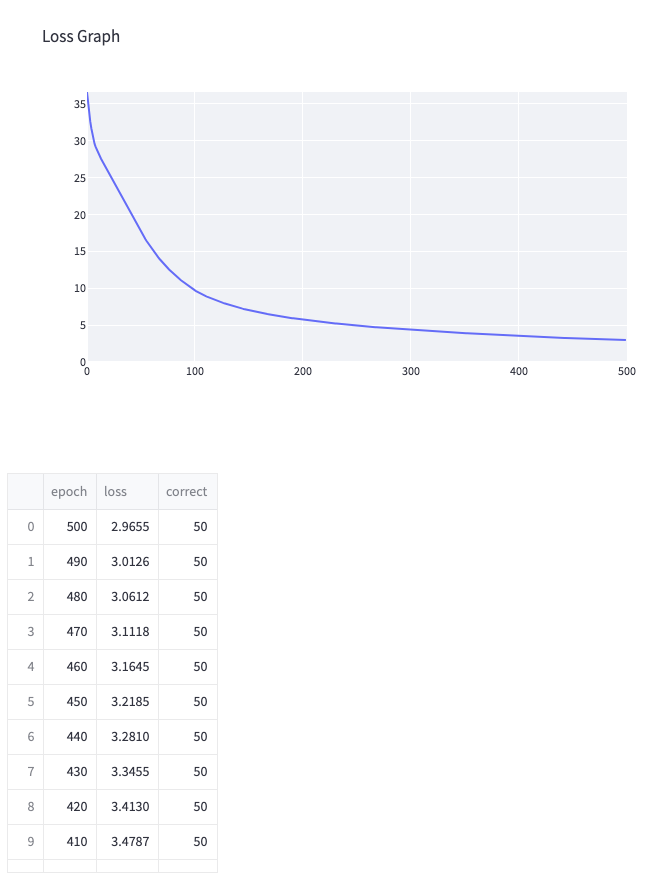 Loss Graph
35
30
25
20
15
10
5
0
0 100 200 300 400 500
epoch loss correct
0 500 2.9655 50
1 490 3.0126 50
2 480 3.0612 50
3 470 3.1118 50
4 460 3.1645 50
5 450 3.2185 50
6 440 3.2810 50
7 430 3.3455 50
8 420 3.4130 50
9 410 3.4787 50